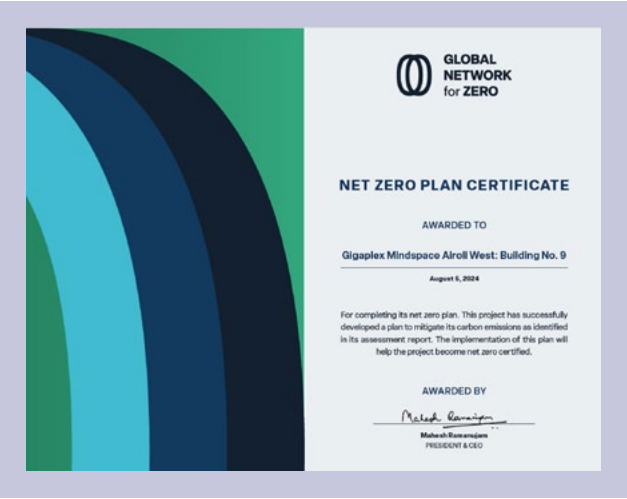 GLOBAL
NETWORK
for ZERO
NET ZERO PLAN CERTIFICATE
AWARDED TO
Gigaplex Mindspace Airoli West: Building No. 9
August 5, 2024
For completing its net zero plan. This project has successfully
developed a plan to mitigate its carbon emissions as identified
in its assessment report. The implementation of this plan will
help the project become net zero certified.
AWARDED BY
Mahesh Ramanujam
Mahesh Ramanujam
PRESIDENT & CEO